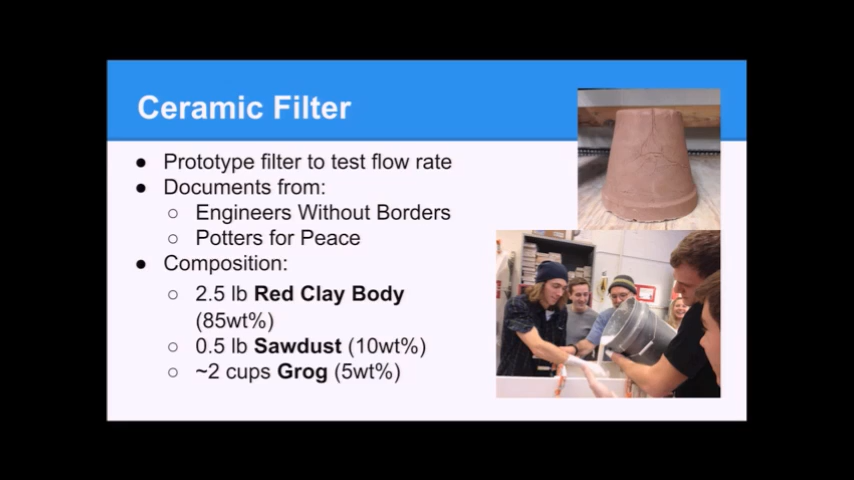 Ceramic Filter
● Prototype filter to test flow rate
● Documents from:
○ Engineers Without Borders
○ Potters for Peace
● Composition:
○ 2.5 lb Red Clay Body
(85wt%)
○ 0.5 lb Sawdust (10wt%)
○ ~2 cups Grog (5wt%)